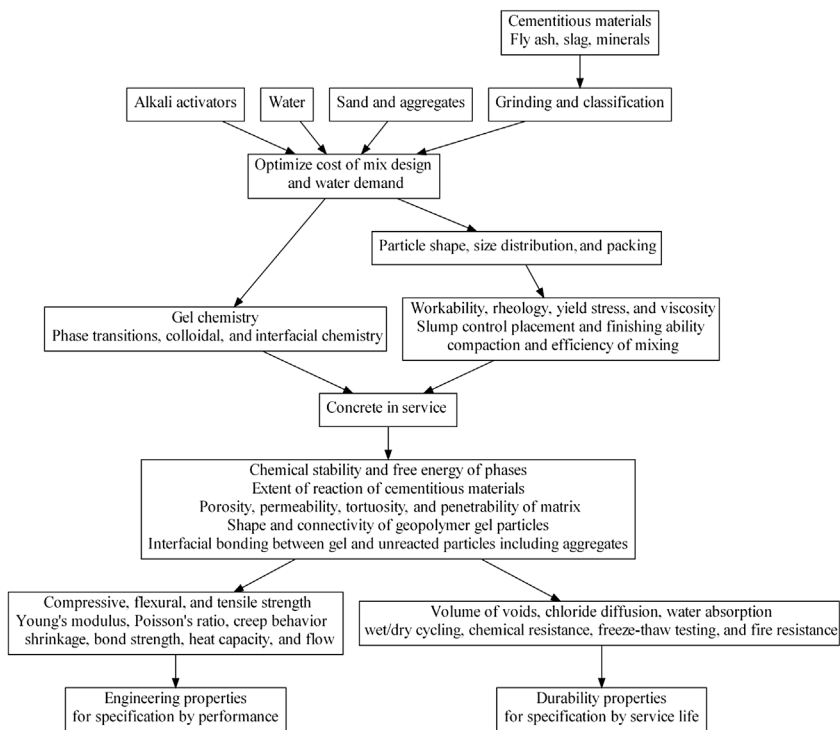 Cementitious materials
Fly ash, slag, minerals
Alkali activators
Water
Sand and aggregates
Grinding and classification
Optimize cost of mix design
and water demand
Particle shape, size distribution, and packing
Gel chemistry
Phase transitions, colloidal, and interfacial chemistry
Workability, rheology, yield stress, and viscosity
Slump control placement and finishing ability
compaction and efficiency of mixing
Concrete in service
Chemical stability and free energy of phases
Extent of reaction of cementitious materials
Porosity, permeability, tortuosity, and penetrability of matrix
Shape and connectivity of geopolymer gel particles
Interfacial bonding between gel and unreacted particles including aggregates
Compressive, flexural, and tensile strength
Young's modulus, Poisson's ratio, creep behavior
shrinkage, bond strength, heat capacity, and flow
Volume of voids, chloride diffusion, water absorption
wet/dry cycling, chemical resistance, freeze-thaw testing, and fire resistance
Engineering properties
for specification by performance
Durability properties
for specification by service life